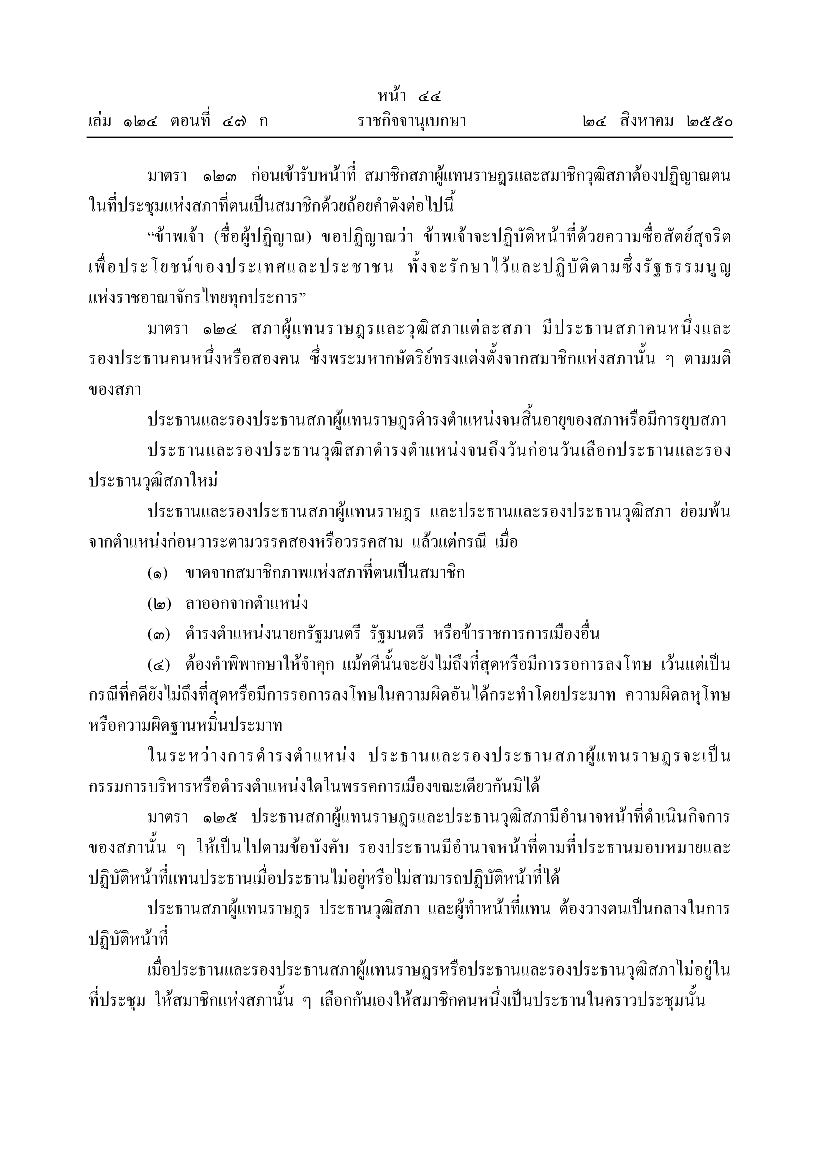 หน้า ๔๔
เล่ม ๑๒๔ ตอนที่ ๔๗ ก ราชกิจจานุเบกษา ๒๔ สิงหาคม ๒๕๕๐
มาตรา ๑๒๓ ก่อนเข้ารับหน้าที่ สมาชิกสภาผู้แทนราษฎรและสมาชิกวุฒิสภาต้องปฏิญาณตน
ในที่ประชุมแห่งสภาที่ตนเป็นสมาชิกด้วยถ้อยคำดังต่อไปนี้
“ข้าพเจ้า (ชื่อผู้ปฏิญาณ) ขอปฏิญาณว่า ข้าพเจ้าจะปฏิบัติหน้าที่ด้วยความซื่อสัตย์สุจริต
เพื่อประโยชน์ของประเทศและประชาชน ทั้งจะรักษาไว้และปฏิบัติตามซึ่งรัฐธรรมนูญ
แห่งราชอาณาจักรไทยทุกประการ”
มาตรา ๑๒๔ สภาผู้แทนราษฎรและวุฒิสภาแต่ละสภา มีประธานสภาคนหนึ่งและ
รองประธานคนหนึ่งหรือสองคน ซึ่งพระมหากษัตริย์ทรงแต่งตั้งจากสมาชิกแห่งสภานั้น ๆ ตามมติ
ของสภา
ประธานและรองประธานสภาผู้แทนราษฎรดำรงตำแหน่งจนสิ้นอายุของสภาหรือมีการยุบสภา
ประธานและรองประธานวุฒิสภาดำรงตำแหน่งจนถึงวันก่อนวันเลือกประธานและรอง
ประธานวุฒิสภาใหม่
ประธานและรองประธานสภาผู้แทนราษฎร และประธานและรองประธานวุฒิสภา ย่อมพ้น
จากตำแหน่งก่อนวาระตามวรรคสองหรือวรรคสาม แล้วแต่กรณี เมื่อ
(๑) ขาดจากสมาชิกภาพแห่งสภาที่ตนเป็นสมาชิก
(๒) ลาออกจากตำแหน่ง
(๓) ดำรงตำแหน่งนายกรัฐมนตรี รัฐมนตรี หรือข้าราชการการเมืองอื่น
(๔) ต้องคำพิพากษาให้จำคุก แม้คดีนั้นจะยังไม่ถึงที่สุดหรือมีการรอการลงโทษ เว้นแต่เป็น
กรณีที่คดียังไม่ถึงที่สุดหรือมีการรอการลงโทษในความผิดอันได้กระทำโดยประมาท ความผิดลหุโทษ
หรือความผิดฐานหมิ่นประมาท
ในระหว่างการดำรงตำแหน่ง ประธานและรองประธานสภาผู้แทนราษฎรจะเป็น
กรรมการบริหารหรือดำรงตำแหน่งใดในพรรคการเมืองขณะเดียวกันมิได้
มาตรา ๑๒๕ ประธานสภาผู้แทนราษฎรและประธานวุฒิสภามีอำนาจหน้าที่ดำเนินกิจการ
ของสภานั้น ๆ ให้เป็นไปตามข้อบังคับ รองประธานมีอำนาจหน้าที่ตามที่ประธานมอบหมายและ
ปฏิบัติหน้าที่แทนประธานเมื่อประธานไม่อยู่หรือไม่สามารถปฏิบัติหน้าที่ได้
ประธานสภาผู้แทนราษฎร ประธานวุฒิสภา และผู้ทำหน้าที่แทน ต้องวางตนเป็นกลางในการ
ปฏิบัติหน้าที่
เมื่อประธานและรองประธานสภาผู้แทนราษฎรหรือประธานและรองประธานวุฒิสภาไม่อยู่ใน
ที่ประชุม ให้สมาชิกแห่งสภานั้น ๆ เลือกกันเองให้สมาชิกคนหนึ่งเป็นประธานในคราวประชุมนั้น